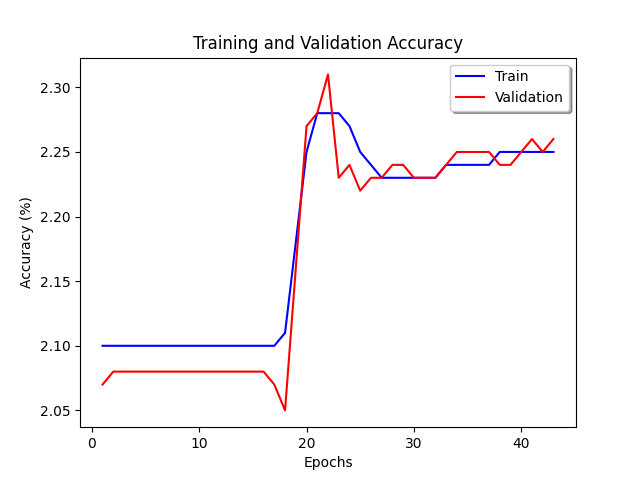 Training and Validation Accuracy
Train
Validation
2.30
2.25
2.20
2.15
2.10
2.05
Accuracy (%)
0
10
20
30
40
Epochs